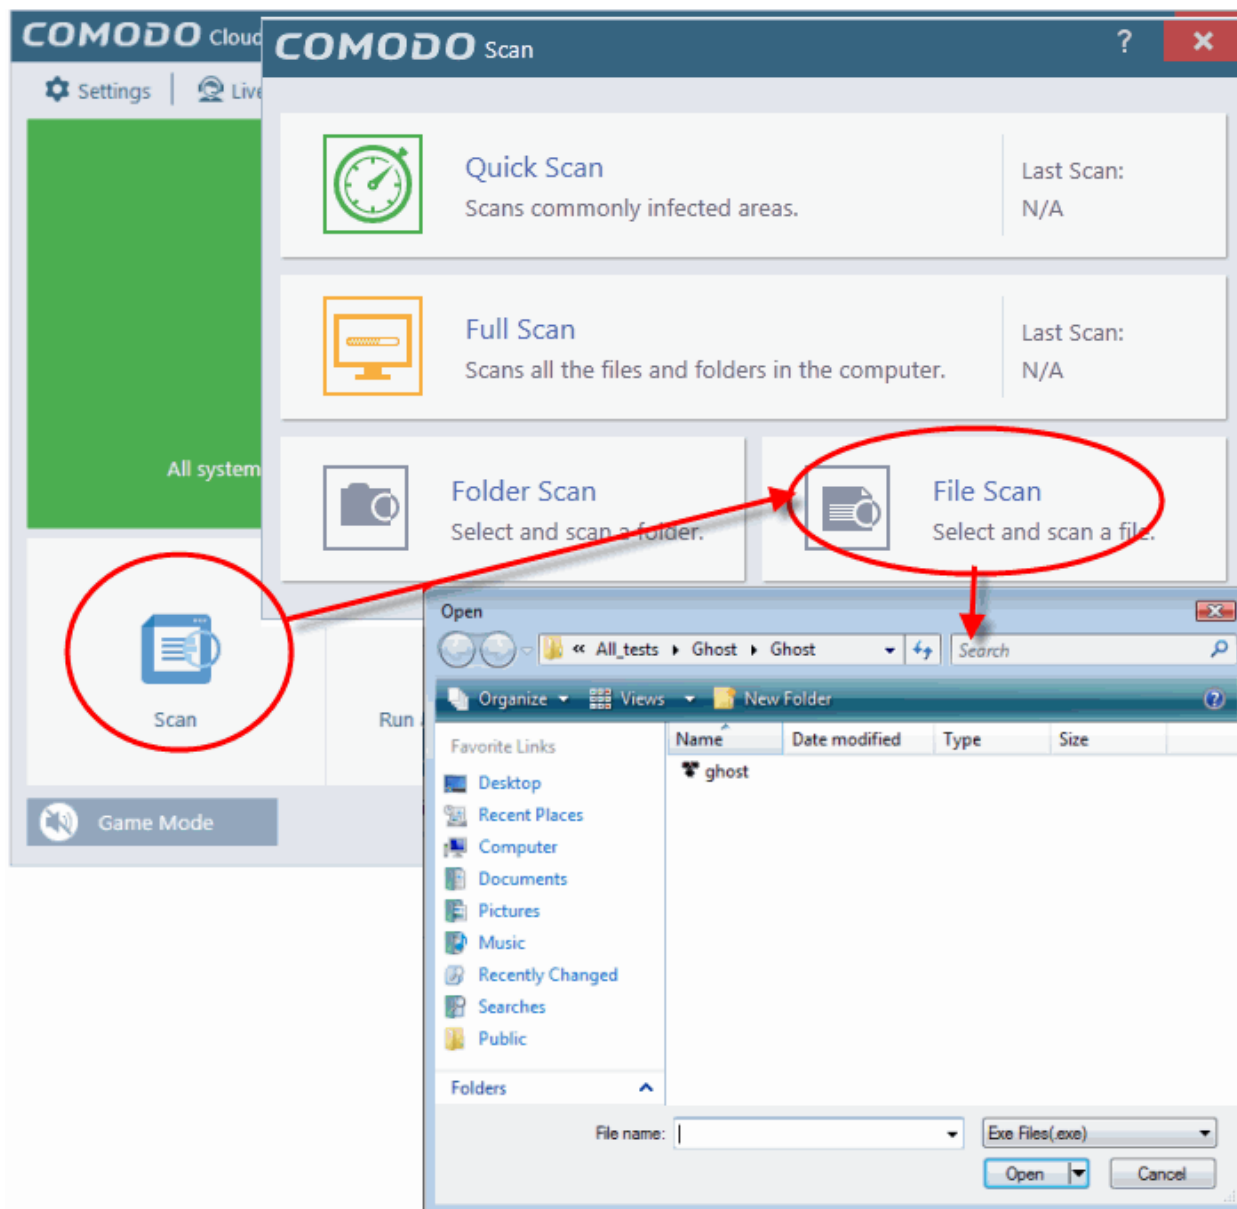 COMODO Cloud
Settings
Live
All system
Scan
Run
Game Mode
COMODO Scan
?
Quick Scan
Scans commonly infected areas.
Last Scan:
N/A
Full Scan
Scans all the files and folders in the computer.
Last Scan:
N/A
Folder Scan
Select and scan a folder.
File Scan
Select and scan a file.
Open
« All_tests Ghost Ghost
Search
Organize Views New Folder
Favorite Links
Desktop
Recent Places
Computer
Documents
Pictures
Music
Recently Changed
Searches
Public
Folders
Name Date modified Type Size
ghost
File name:
Exe Files(.exe)
Open Cancel